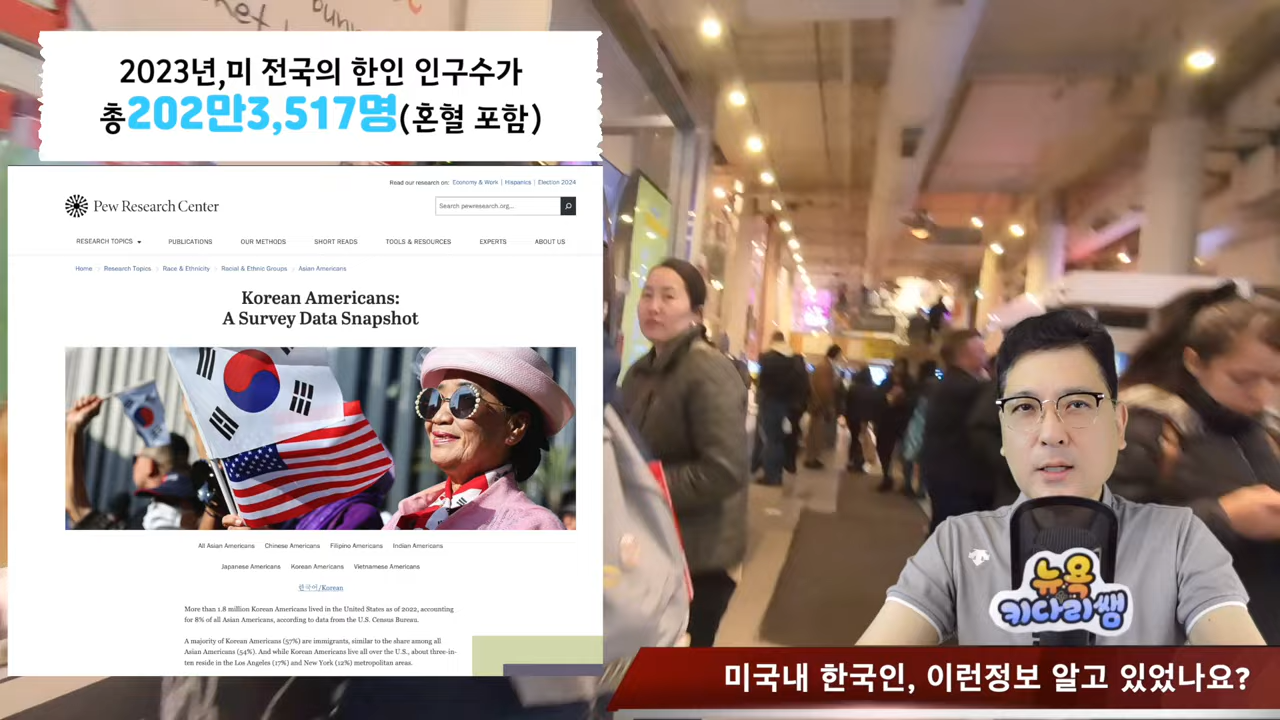 2023년,미 전국의 한인 인구수가
총202만3,517명(혼혈 포함)
Read our research on: Economy & Work | Hispanics | Election 2024
Pew Research Center
Search pewresearch.org...
RESEARCH TOPICS PUBLICATIONS OUR METHODS SHORT READS TOOLS & RESOURCES EXPERTS ABOUT US
Home > Research Topics > Race & Ethnicity > Racial & Ethnic Groups > Asian Americans
Korean Americans:
A Survey Data Snapshot
All Asian Americans Chinese Americans Filipino Americans Indian Americans
Japanese Americans Korean Americans Vietnamese Americans
한국어/Korean
More than 1.8 million Korean Americans lived in the United States as of 2022, accounting
for 8% of all Asian Americans, according to data from the U.S. Census Bureau.
A majority of Korean Americans (57%) are immigrants, similar to the share among all
Asian Americans (54%). And while Korean Americans live all over the U.S., about three-in-
ten reside in the Los Angeles (17%) and New York (12%) metropolitan areas.
뉴욕
키다리쌤
미국내 한국인, 이런정보 알고 있었나요?